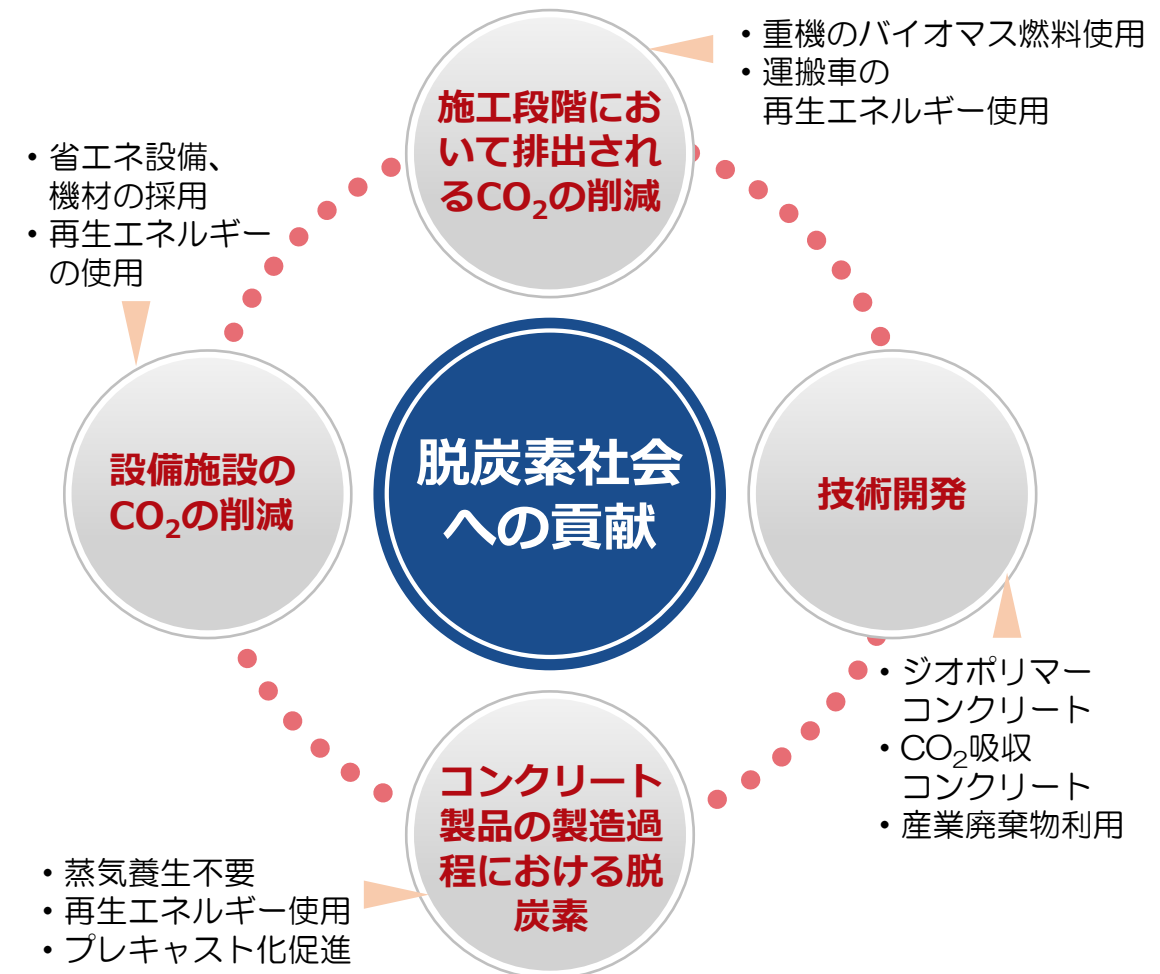 ・重機のバイオマス燃料使用
・運搬車の
再生エネルギー使用
施工段階にお
いて排出され
るCO₂の削減
・省エネ設備、
機材の採用
・再生エネルギー
の使用
設備施設の
CO₂の削減
脱炭素社会
への貢献
技術開発
・ジオポリマー
コンクリート
・CO₂吸収
コンクリート
・産業廃棄物利用
コンクリート
製品の製造過
程における脱
炭素
・蒸気養生不要
・再生エネルギー使用
・プレキャスト化促進